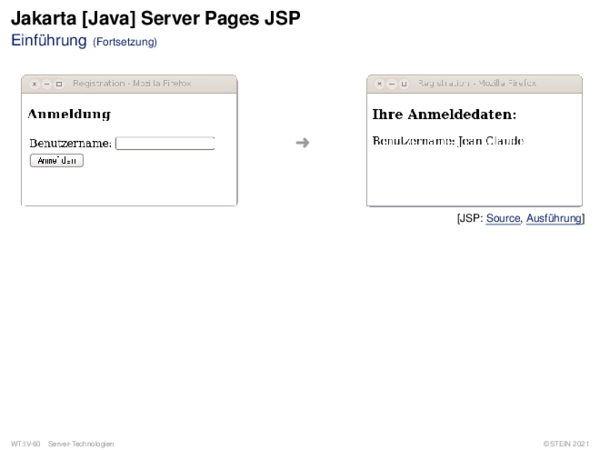 Jakarta [Java] Server Pages JSP
Einführung (Fortsetzung)
Registration - Mozilla Firefox
Anmeldung
Benutzername:
Anmelden
➜
Registration - Mozilla Firefox
Ihre Anmeldedaten:
Benutzername: Jean Claude
[JSP: Source, Ausführung]
WT:IV-80 Server-Technologien
©STEIN 2021